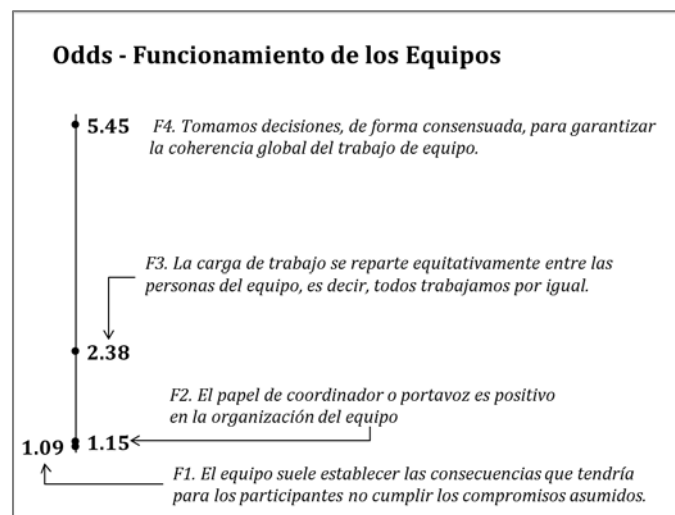 Odds - Funcionamiento de los Equipos
5.45 F4. Tomamos decisiones, de forma consensuada, para garantizar
la coherencia global del trabajo de equipo.
F3. La carga de trabajo se reparte equitativamente entre las
personas del equipo, es decir, todos trabajamos por igual.
2.38
F2. El papel de coordinador o portavoz es positivo
en la organización del equipo
1.09 1.15
F1. El equipo suele establecer las consecuencias que tendría
para los participantes no cumplir los compromisos asumidos.